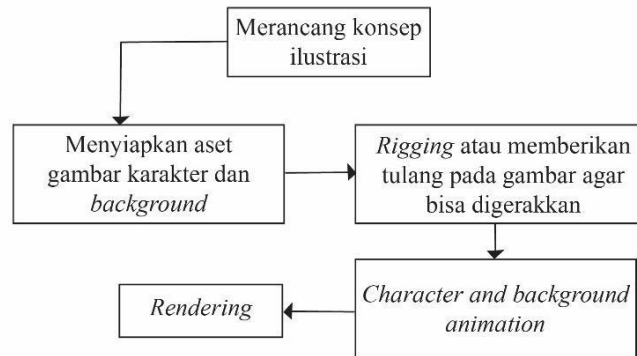 Merancang konsep
ilustrasi
Menyiapkan aset
gambar karakter dan
background
Rigging atau memberikan
tulang pada gambar agar
bisa digerakkan
Character and background
animation
Rendering